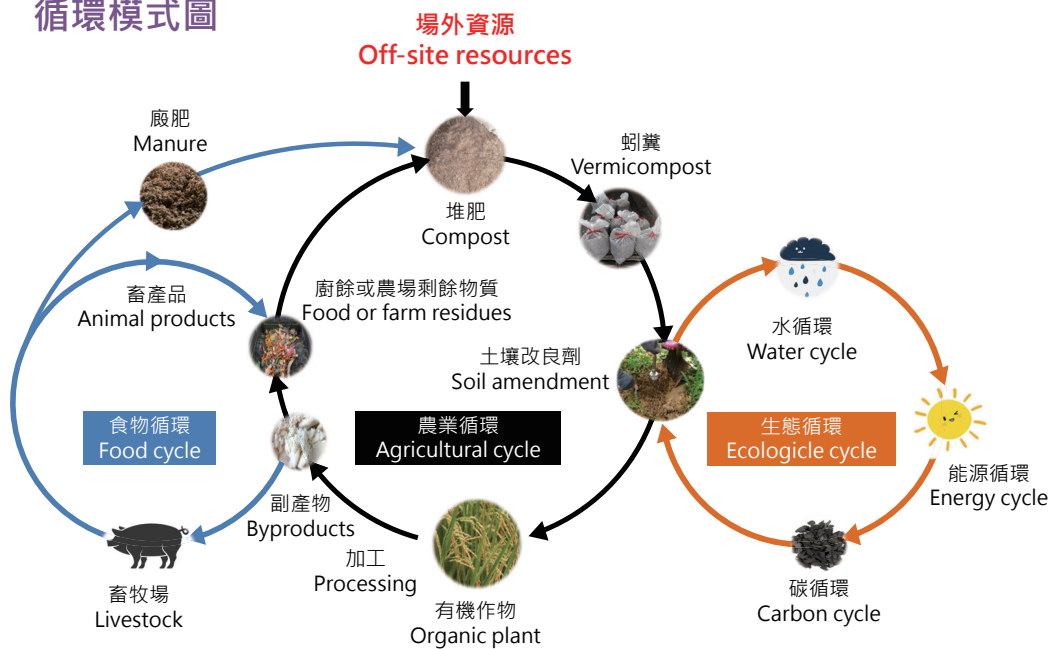 循環模式圖
場外資源
Off-site resources
廄肥
Manure
蚓糞
Vermicompost
堆肥
Compost
畜產品
Animal products
廚餘或農場剩餘物質
Food or farm residues
水循環
Water cycle
土壤改良劑
Soil amendment
食物循環
Food cycle
農業循環
Agricultural cycle
生態循環
Ecologicle cycle
能源循環
Energy cycle
副產物
Byproducts
加工
Processing
畜牧場
Livestock
有機作物
Organic plant
碳循環
Carbon cycle